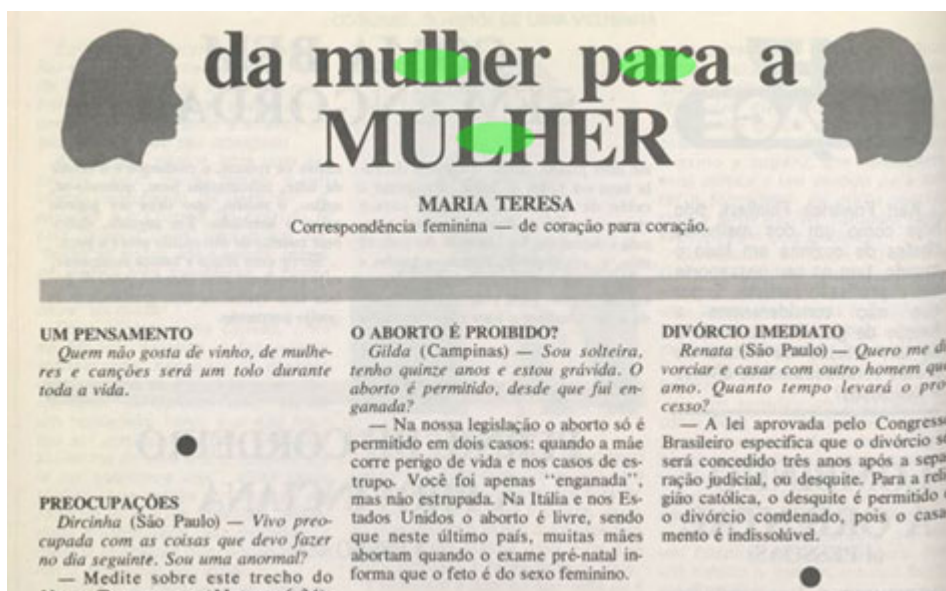 da mulher para a
MULHER
MARIA TERESA
Correspondência feminina — de coração para coração.
UM PENSAMENTO
Quem não gosta de vinho, de mulhe-
res e canções será um tolo durante
toda a vida.
PREOCUPAÇÕES
Dircinha (São Paulo) — Vivo preo-
cupada com as coisas que devo fazer
no dia seguinte. Sou uma anormal?
— Medite sobre este trecho do
O ABORTO É PROIBIDO?
Gilda (Campinas) — Sou solteira,
tenho quinze anos e estou grávida. O
aborto é permitido, desde que fui en-
ganada?
— Na nossa legislação o aborto só é
permitido em dois casos: quando a mãe
corre perigo de vida e nos casos de es-
trupo. Você foi apenas "enganada",
mas não estrupada. Na Itália e nos Es-
tados Unidos o aborto é livre, sendo
que neste último país, muitas mães
abortam quando o exame pré-natal in-
forma que o feto é do sexo feminino.
DIVÓRCIO IMEDIATO
Renata (São Paulo) — Quero me di
vorciar e casar com outro homem que
amo. Quanto tempo levará o pro
cesso?
— A lei aprovada pelo Congresso
Brasileiro especifica que o divórcio
será concedido três anos após a sepa
ração judicial, ou desquite. Para a reli
gião católica, o desquite é permitido
o divórcio condenado, pois o casa
mento é indissolúvel.